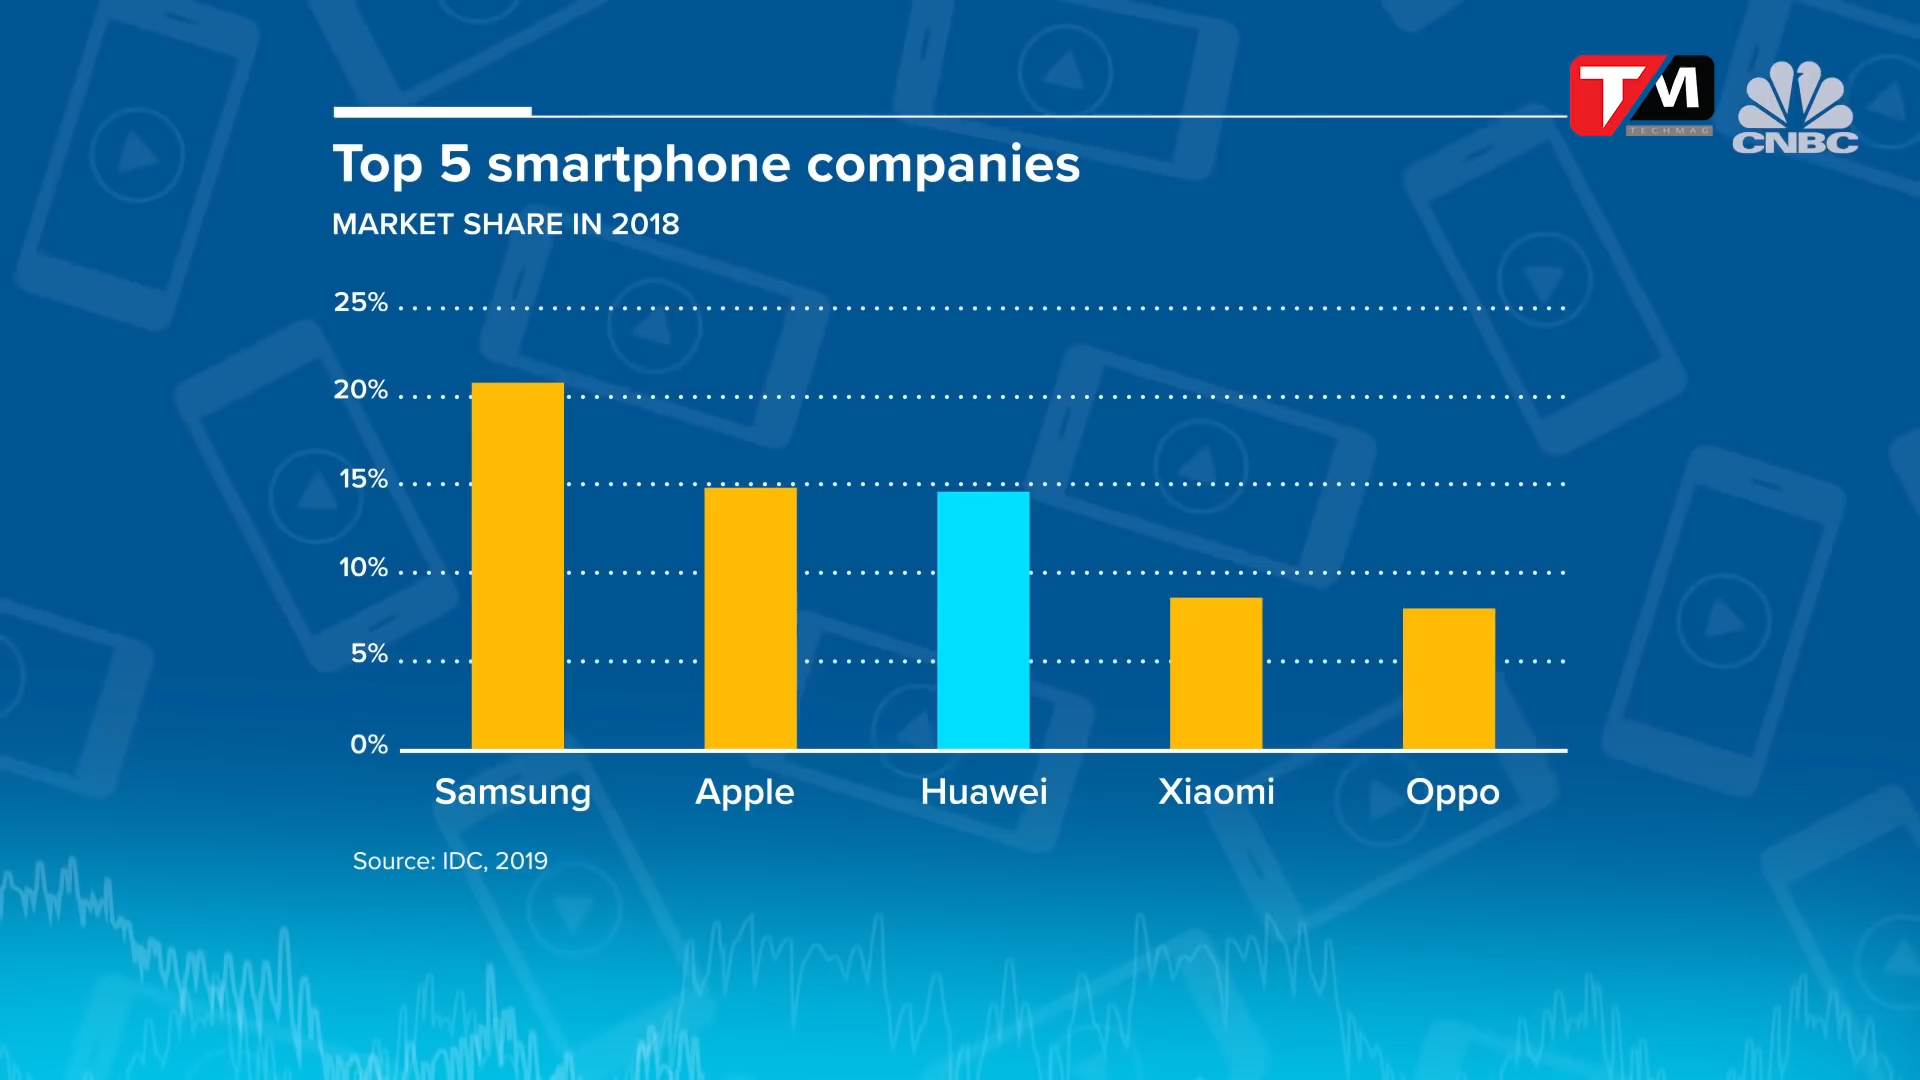 TM
TECHMAG
CNBC
Top 5 smartphone companies
MARKET SHARE IN 2018
25%
20%
15%
10%
5%
0%
Samsung Apple Huawei Xiaomi Oppo
Source: IDC, 2019